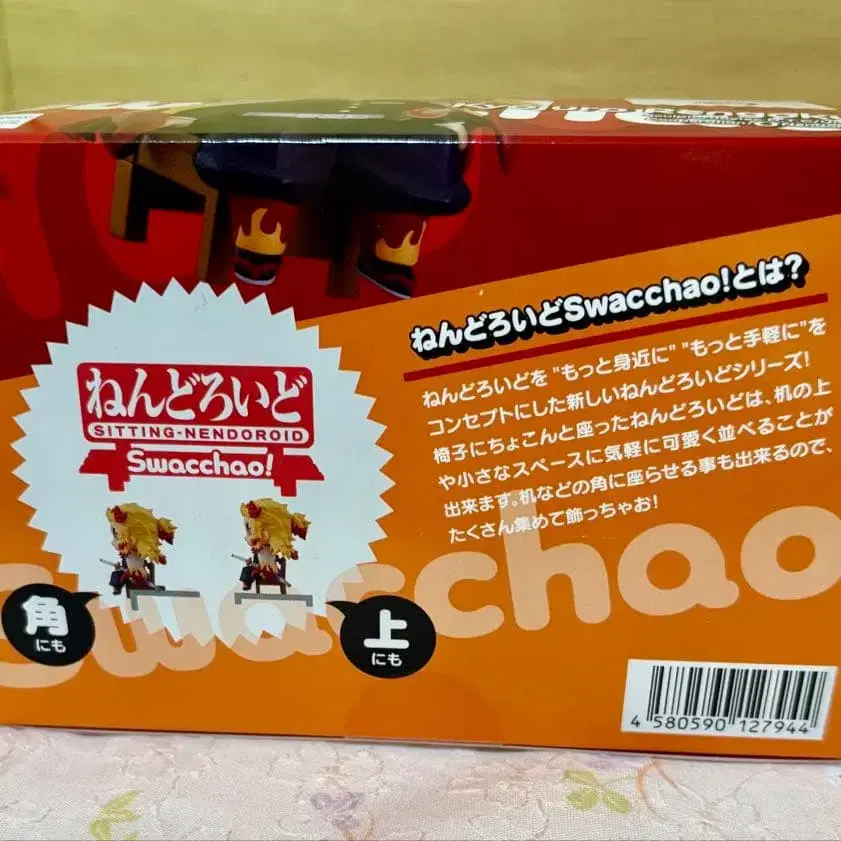 ねんどろいどSwacchao!とは?
ねんどろいどを "もっと身近に" "もっと手軽に"を
コンセプトにした新しいねんどろいどシリーズ!
椅子にちょこんと座ったねんどろいどは、机の上
や小さなスペースに気軽に可愛く並べることが
出来ます。机などの角に座らせる事も出来るので、
たくさん集めて飾っちゃお!
ねんどろいど
SITTING-NENDOROID
Swacchao!
角
にも
上
にも
Swacchao
4 580590 127944